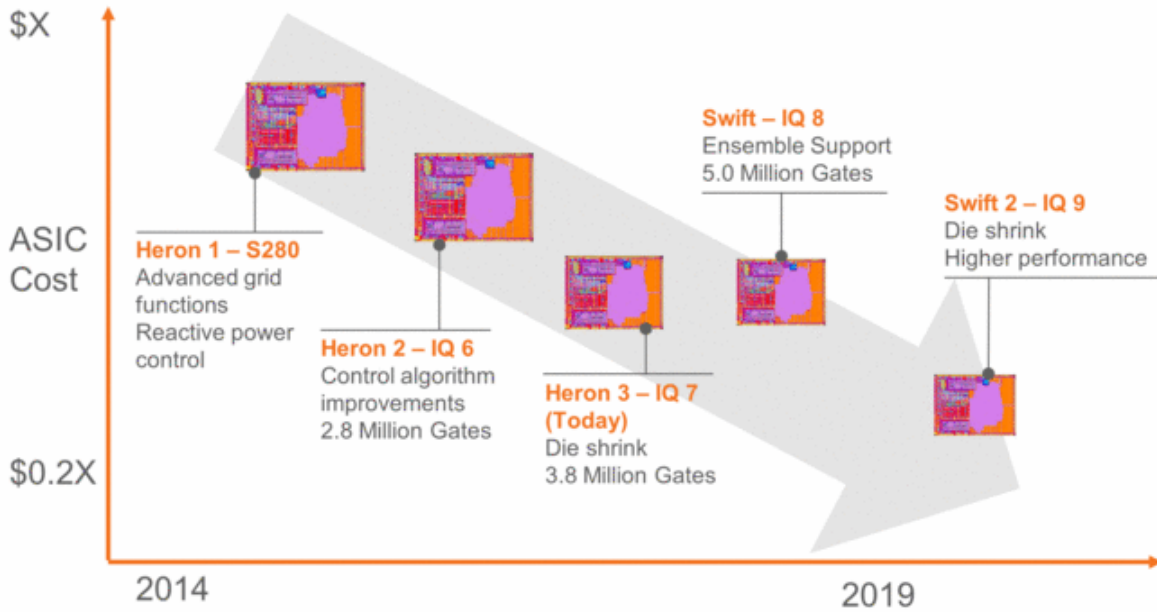 $X
ASIC
Cost
$0.2X
Heron 1 – S280
Advanced grid
functions
Reactive power
control
Heron 2 – IQ 6
Control algorithm
improvements
2.8 Million Gates
Heron 3 – IQ 7
(Today)
Die shrink
3.8 Million Gates
Swift – IQ 8
Ensemble Support
5.0 Million Gates
Swift 2 – IQ 9
Die shrink
Higher performance
2014
2019